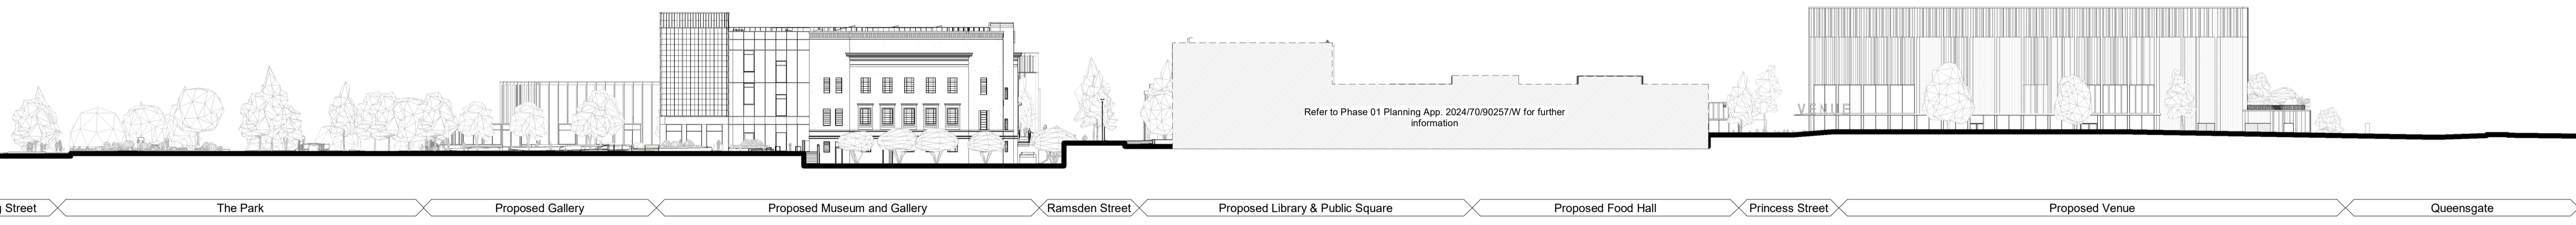 VENUE
Refer to Phase 01 Planning App. 2024/70/90257/W for further
information
g Street
The Park
Proposed Gallery
Proposed Museum and Gallery
Ramsden Street
Proposed Library & Public Square
Proposed Food Hall
Princess Street
Proposed Venue
Queensgate